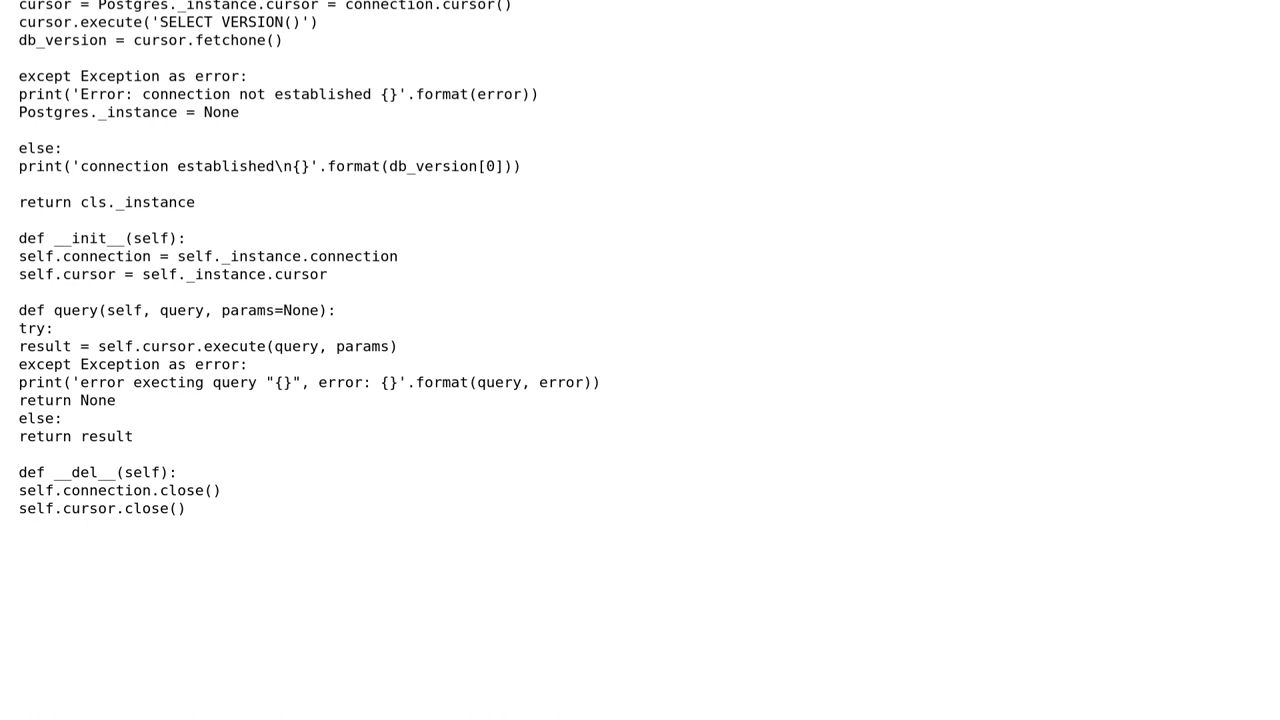 cursor = Postgres._instance.cursor = connection.cursor()
cursor.execute('SELECT VERSION()')
db_version = cursor.fetchone()

except Exception as error:
print('Error: connection not established {}'.format(error))
Postgres._instance = None

else:
print('connection established\n{}'.format(db_version[0]))

return cls._instance

def __init__(self):
self.connection = self._instance.connection
self.cursor = self._instance.cursor

def query(self, query, params=None):
try:
result = self.cursor.execute(query, params)
except Exception as error:
print('error execting query "{}", error: {}'.format(query, error))
return None
else:
return result

def __del__(self):
self.connection.close()
self.cursor.close()